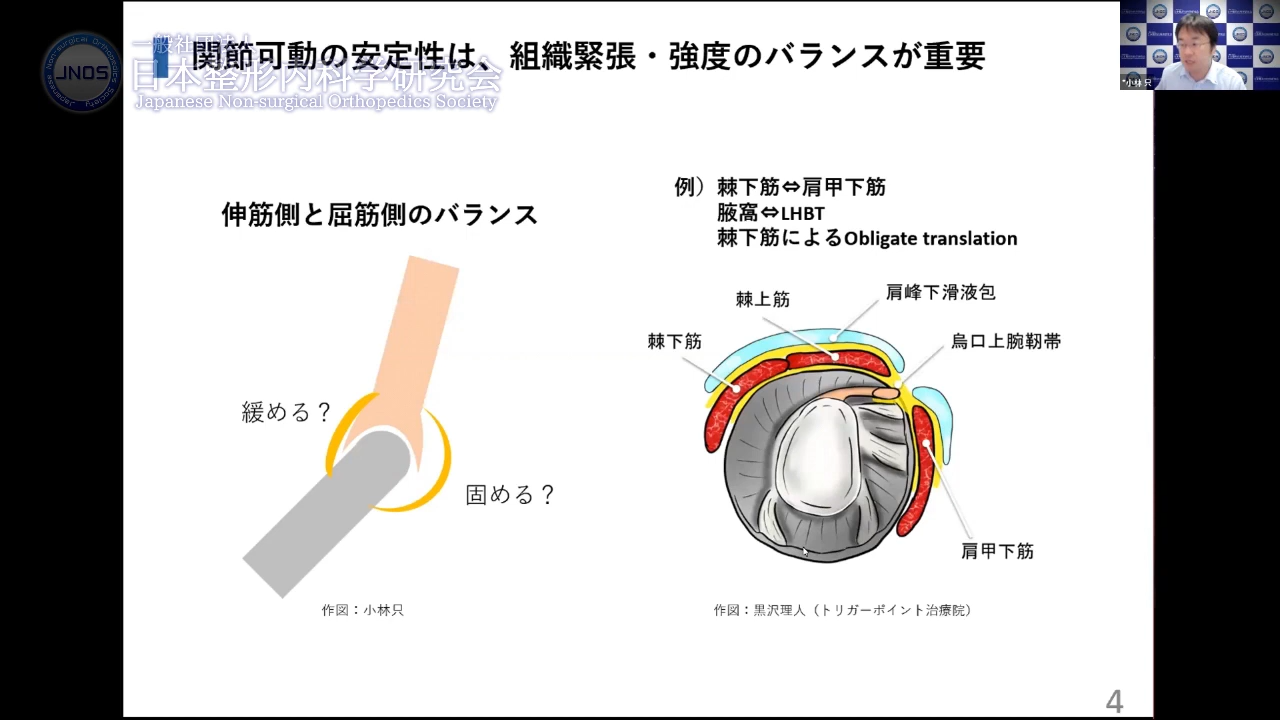 関節可動の安定性は、組織緊張・強度のバランスが重要
一般社団法人
日本整形内科学研究会
Japanese Non-surgical Orthopedics Society
JNOS
小林 只
伸筋側と屈筋側のバランス
緩める？
固める？
作図：小林只
例）棘下筋⇔肩甲下筋
腋窩⇔LHBT
棘下筋によるObligate translation
棘上筋
肩峰下滑液包
棘下筋
烏口上腕靭帯
肩甲下筋
作図：黒沢理人（トリガーポイント治療院）
4